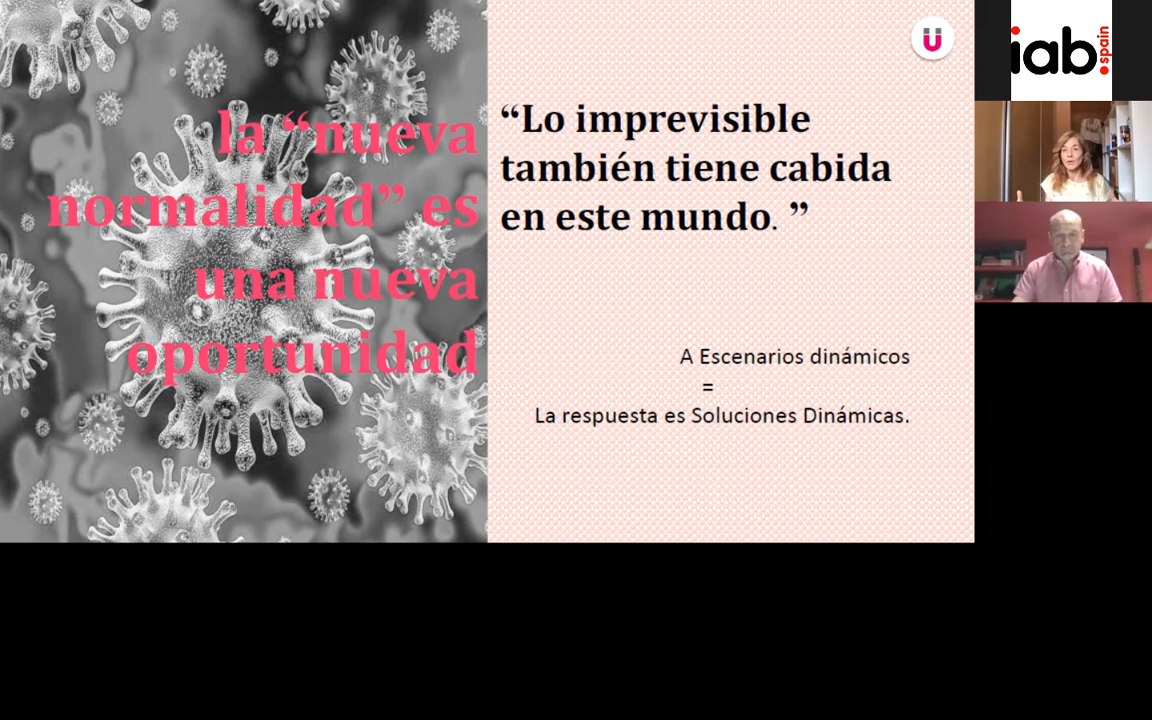 la “nueva
normalidad” es
una nueva
oportunidad
“Lo imprevisible
también tiene cabida
en este mundo. ”
A Escenarios dinámicos
=
La respuesta es Soluciones Dinámicas.
iab.
spain